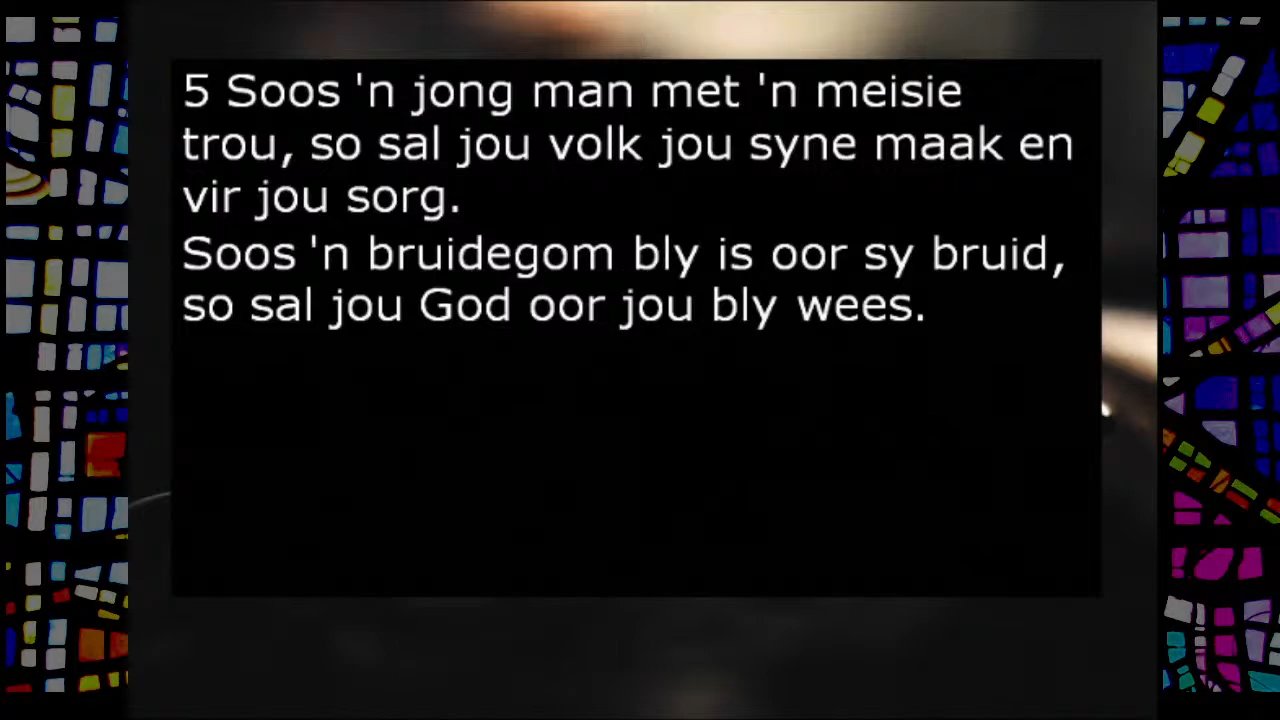 5 Soos 'n jong man met 'n meisie
trou, so sal jou volk jou syne maak en
vir jou sorg.
Soos 'n bruidegom bly is oor sy bruid,
so sal jou God oor jou bly wees.